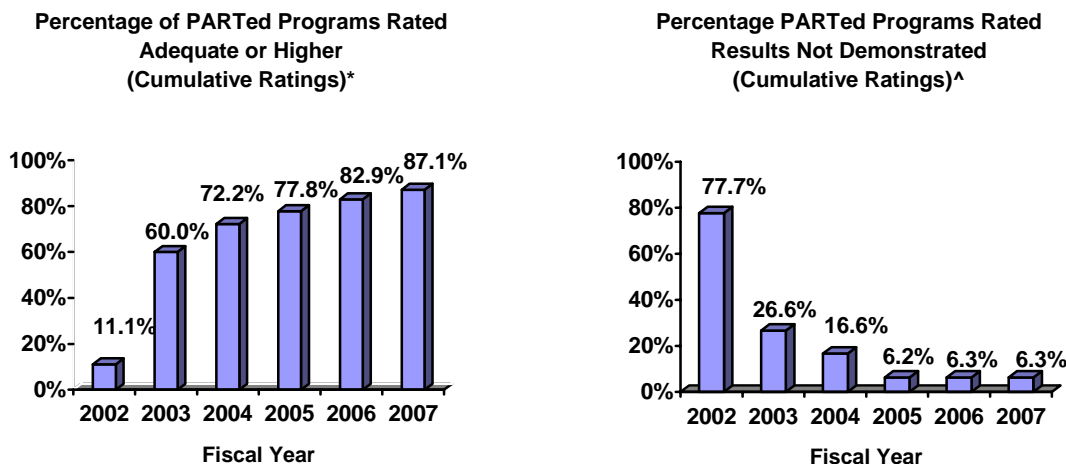 Percentage of PARTed Programs Rated
Adequate or Higher
(Cumulative Ratings)*
100%
80%
60%
40%
20%
0%
11.1%
60.0%
72.2%
77.8%
82.9%
87.1%
2002 2003 2004 2005 2006 2007
Fiscal Year
Percentage PARTed Programs Rated
Results Not Demonstrated
(Cumulative Ratings)^
100%
80%
60%
40%
20%
0%
77.7%
26.6%
16.6%
6.2%
6.3%
6.3%
2002 2003 2004 2005 2006 2007
Fiscal Year